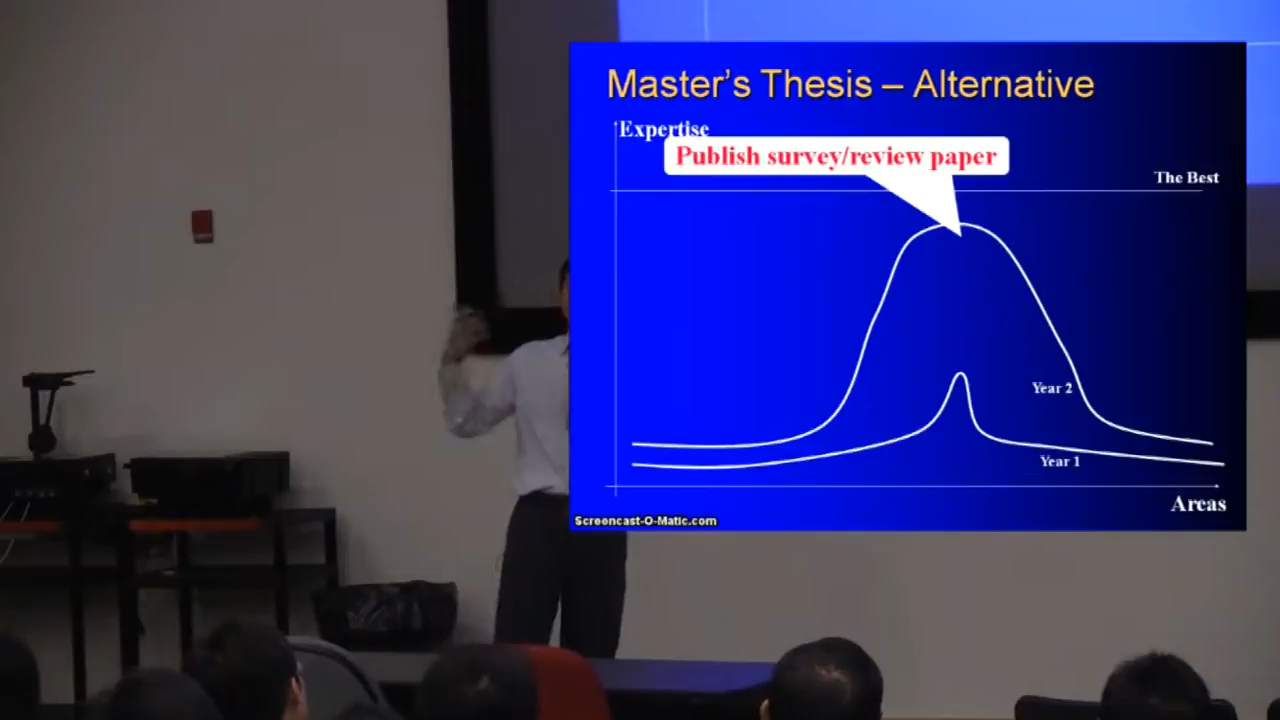 Master's Thesis – Alternative
Expertise
Publish survey/review paper
The Best
Year 2
Year 1
Areas
Screencast-O-Matic.com